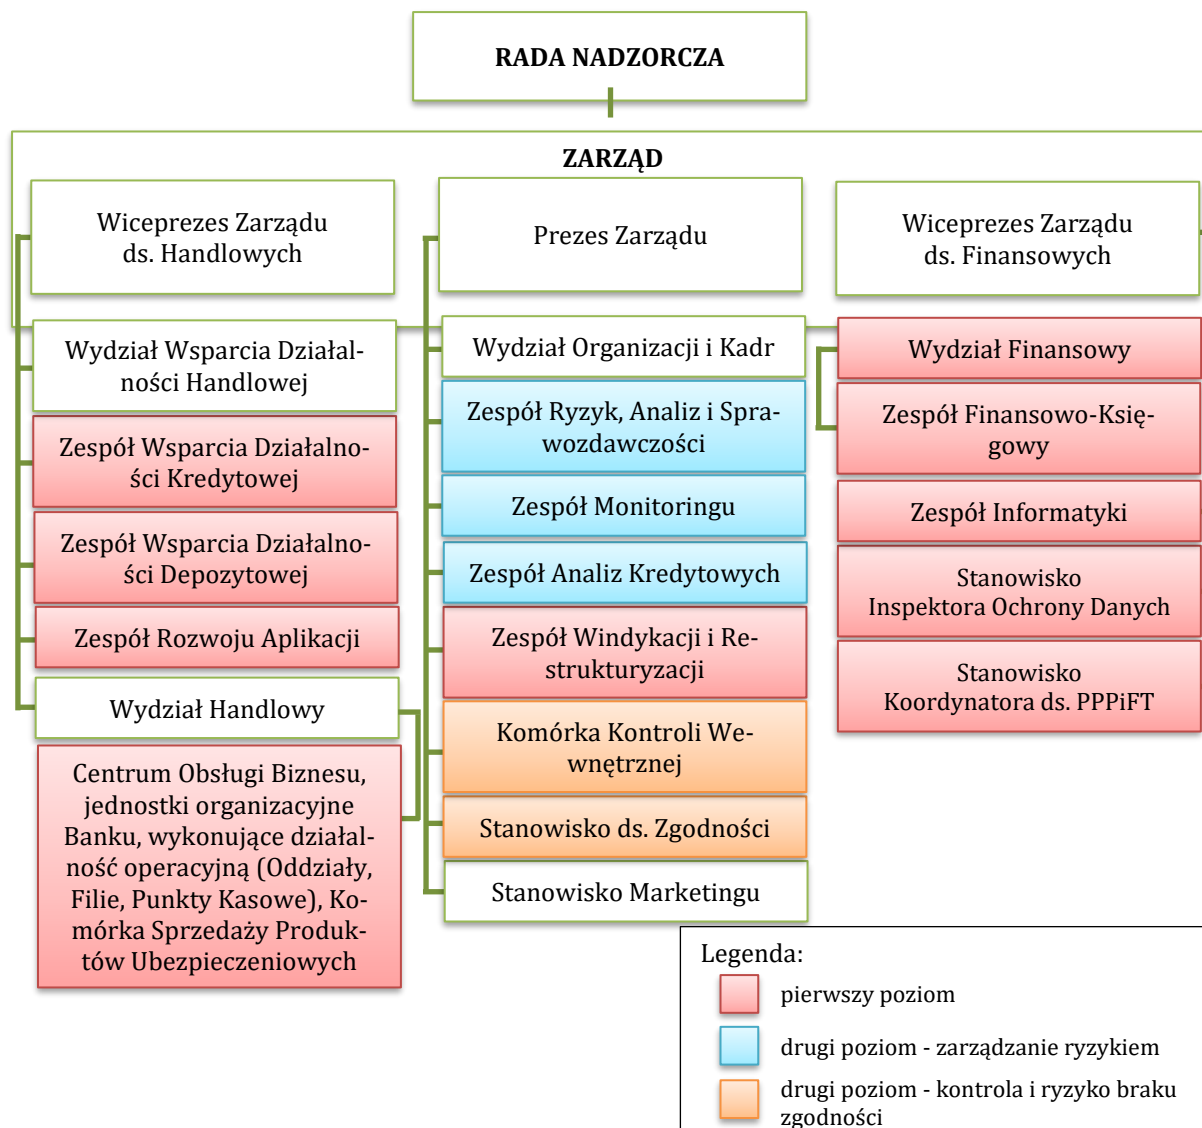 RADA NADZORCZA
ZARZĄD
Wiceprezes Zarządu
ds. Handlowych
Wydział Wsparcia Działal-
ności Handlowej
Zespół Wsparcia Działalno-
ści Kredytowej
Zespół Wsparcia Działalno-
ści Depozytowej
Zespół Rozwoju Aplikacji
Wydział Handlowy
Centrum Obsługi Biznesu,
jednostki organizacyjne
Banku, wykonujące działal-
ność operacyjną (Oddziały,
Filie, Punkty Kasowe), Ko-
mórka Sprzedaży Produk-
tów Ubezpieczeniowych
Prezes Zarządu
Wydział Organizacji i Kadr
Zespół Ryzyk, Analiz i Spra-
wozdawczości
Zespół Monitoringu
Zespół Analiz Kredytowych
Zespół Windykacji i Re-
strukturyzacji
Komórka Kontroli We-
wnętrznej
Stanowisko ds. Zgodności
Stanowisko Marketingu
Wiceprezes Zarządu
ds. Finansowych
Wydział Finansowy
Zespół Finansowo-Księ-
gowy
Zespół Informatyki
Stanowisko
Inspektora Ochrony Danych
Stanowisko
Koordynatora ds. PPPiFT
Legenda:
pierwszy poziom
drugi poziom - zarządzanie ryzykiem
drugi poziom - kontrola i ryzyko braku
zgodności